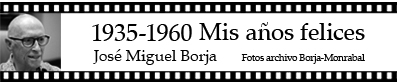 1935-1960 Mis años felices
José Miguel Borja Fotos archivo Borja-Monrabal